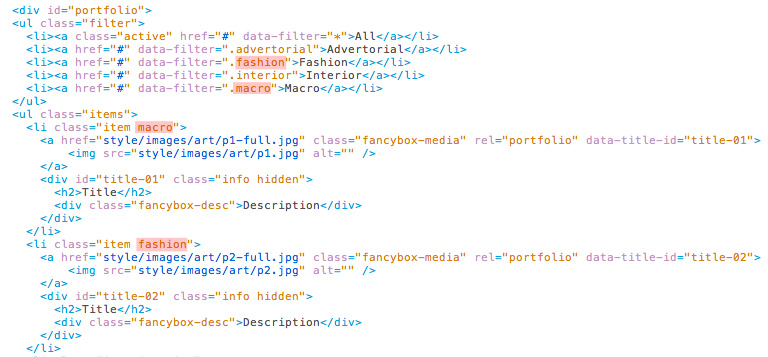 <div id="portfolio">
<ul class="filter">
<li><a class="active" href="#" data-filter="*">All</a></li>
<li><a href="#" data-filter=".advertorial">Advertorial</a></li>
<li><a href="#" data-filter=".fashion">Fashion</a></li>
<li><a href="#" data-filter=".interior">Interior</a></li>
<li><a href="#" data-filter=".macro">Macro</a></li>
</ul>
<ul class="items">
<li class="item macro">
<a href="style/images/art/p1-full.jpg" class="fancybox-media" rel="portfolio" data-title-id="title-01">
<img src="style/images/art/p1.jpg" alt="" />
</a>
<div id="title-01" class="info hidden">
<h2>Title</h2>
<div class="fancybox-desc">Description</div>
</div>
</li>
<li class="item fashion">
<a href="style/images/art/p2-full.jpg" class="fancybox-media" rel="portfolio" data-title-id="title-02">
<img src="style/images/art/p2.jpg" alt="" />
</a>
<div id="title-02" class="info hidden">
<h2>Title</h2>
<div class="fancybox-desc">Description</div>
</div>
</li>